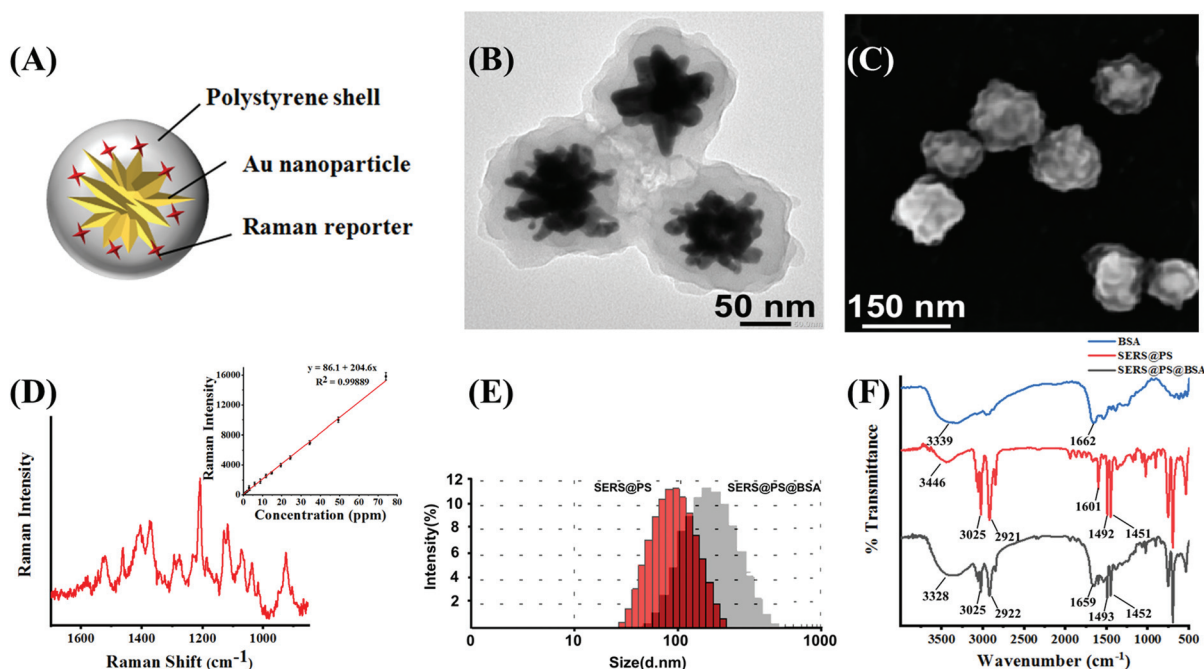 (A)
Polystyrene shell
Au nanoparticle
Raman reporter
(B)
50 nm
(C)
150 nm
(D)
Raman Intensity
1600 1400 1200 1000
Raman Shift (cm-1)
y = 86.1 + 204.6x
R2 = 0.99889
Raman Intensity
16000
12000
8000
4000
0
0 10 20 30 40 50 60 70 80
Concentration (ppm)
(E)
SERS@PS
SERS@PS@BSA
Intensity(%)
12
10
8
6
4
2
0 10 100 1000
Size(d.nm)
(F)
BSA
SERS@PS
SERS@PS@BSA
% Transmittance
3339
1662
3446
3025
2921
1601
1492
1451
3328
3025
2922
1659
1493
1452
3500 3000 2500 2000 1500 1000 500
Wavenumber (cm-1)